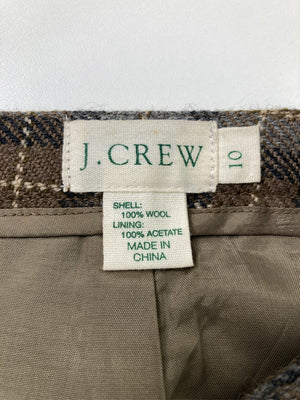 J.CREW
10
SHELL:
100% WOOL
LINING:
100% ACETATE
MADE IN
CHINA